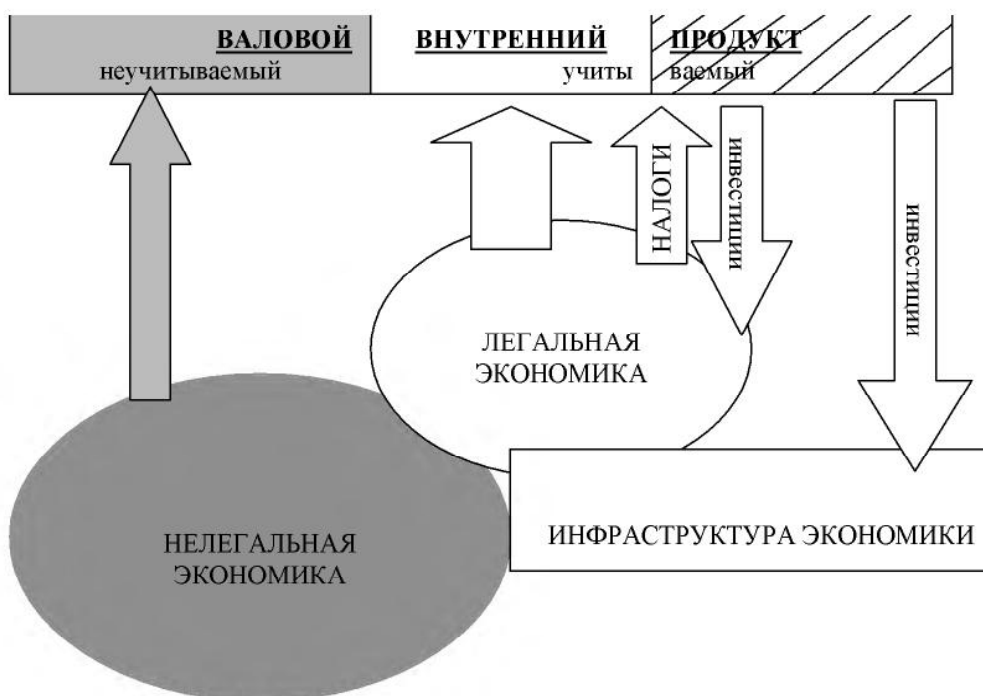 ВАЛОВОЙ ВНУТРЕННИЙ ПРОДУКТ
неучитываемый учиты ваемый
НАЛОГИ
инвестиции
инвестиции
ЛЕГАЛЬНАЯ
ЭКОНОМИКА
НЕЛЕГАЛЬНАЯ
ЭКОНОМИКА
ИНФРАСТРУКТУРА ЭКОНОМИКИ